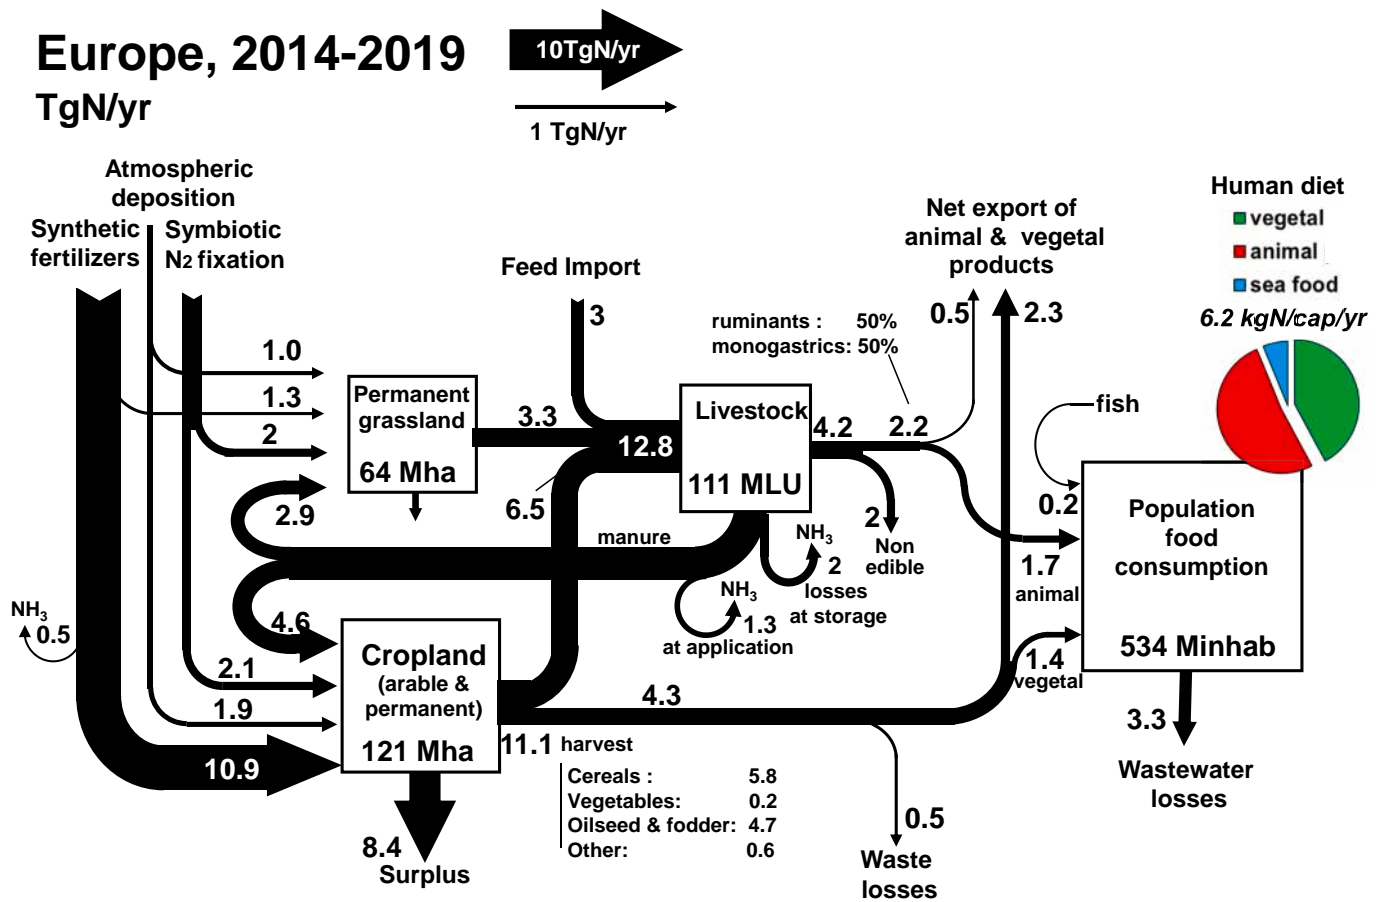 Europe, 2014-2019
TgN/yr
10TgN/yr
1 TgN/yr
Atmospheric
deposition
Synthetic
fertilizers
Symbiotic
N2 fixation
Feed Import
3
Net export of
animal & vegetal
products
0.5
2.3
Human diet
vegetal
animal
sea food
6.2 kgN/cap/yr
ruminants : 50%
monogastrics: 50%
1.0
1.3
2
2.9
Permanent
grassland
64 Mha
3.3
12.8
6.5
Livestock
111 MLU
4.2
2.2
fish
0.2
Population
food
consumption
534 Minhab
manure
NH3
2
losses
at storage
2
Non
edible
NH3
1.3
at application
1.7
animal
1.4
vegetal
NH3
0.5
4.6
2.1
1.9
10.9
Cropland
(arable &
permanent)
121 Mha
4.3
11.1 harvest
Cereals : 5.8
Vegetables: 0.2
Oilseed & fodder: 4.7
Other: 0.6
8.4
Surplus
0.5
Waste
losses
3.3
Wastewater
losses